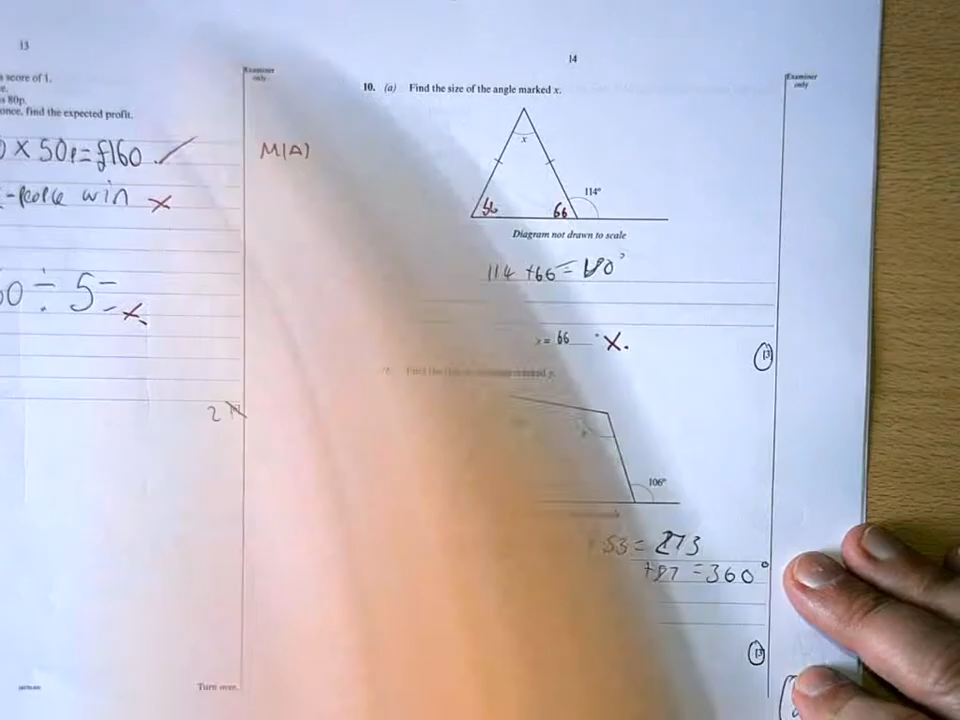 13
a score of 1.
e.
s 80p.
once, find the expected profit.
0 x 50p = £160
- people win
÷ 5 =
2
Turn over.
Examiner
only
M(A)
14
Examiner
only
10. (a) Find the size of the angle marked x.
x
114°
66
Diagram not drawn to scale
114 + 66 = 180°
x = 66 °
[3]
106°
53 = 273
+87 = 360°
[3]